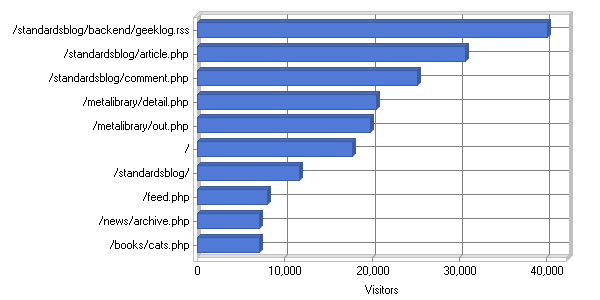 /standardsblog/backend/geeklog.rss
/standardsblog/article.php
/standardsblog/comment.php
/metalibrary/detail.php
/metalibrary/out.php
/
/standardsblog/
/feed.php
/news/archive.php
/books/cats.php
0 10,000 20,000 30,000 40,000
Visitors